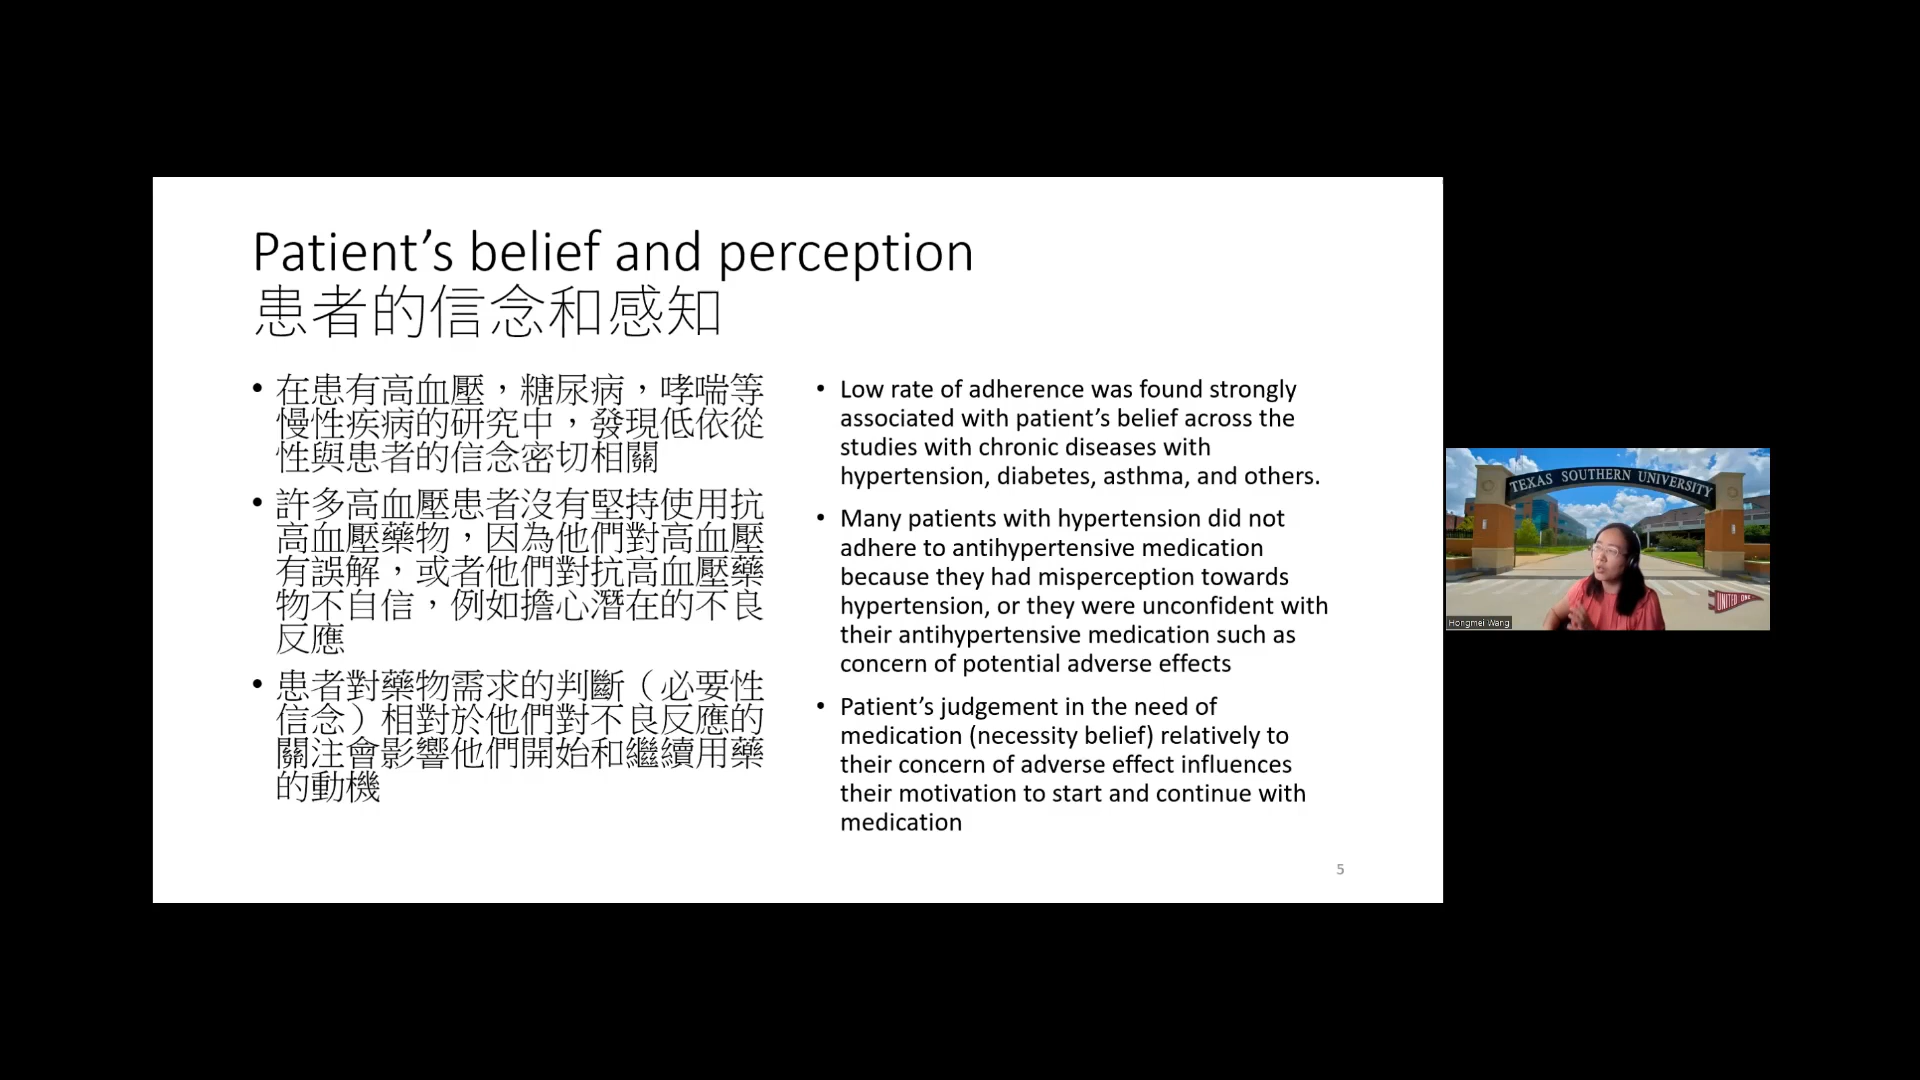 Patient’s belief and perception
患者的信念和感知
• 在患有高血壓，糖尿病，哮喘等
慢性疾病的研究中，發現低依從
性與患者的信念密切相關
• 許多高血壓患者沒有堅持使用抗
高血壓藥物，因為他們對高血壓
有誤解，或者他們對抗高血壓藥
物不自信，例如擔心潛在的不良
反應
• 患者對藥物需求的判斷（必要性
信念）相對於他們對不良反應的
關注會影響他們開始和繼續用藥
的動機
• Low rate of adherence was found strongly
associated with patient’s belief across the
studies with chronic diseases with
hypertension, diabetes, asthma, and others.
• Many patients with hypertension did not
adhere to antihypertensive medication
because they had misperception towards
hypertension, or they were unconfident with
their antihypertensive medication such as
concern of potential adverse effects
• Patient’s judgement in the need of
medication (necessity belief) relatively to
their concern of adverse effect influences
their motivation to start and continue with
medication
5
TEXAS SOUTHERN UNIVERSITY
UNITED ONE
Hongmei Wang